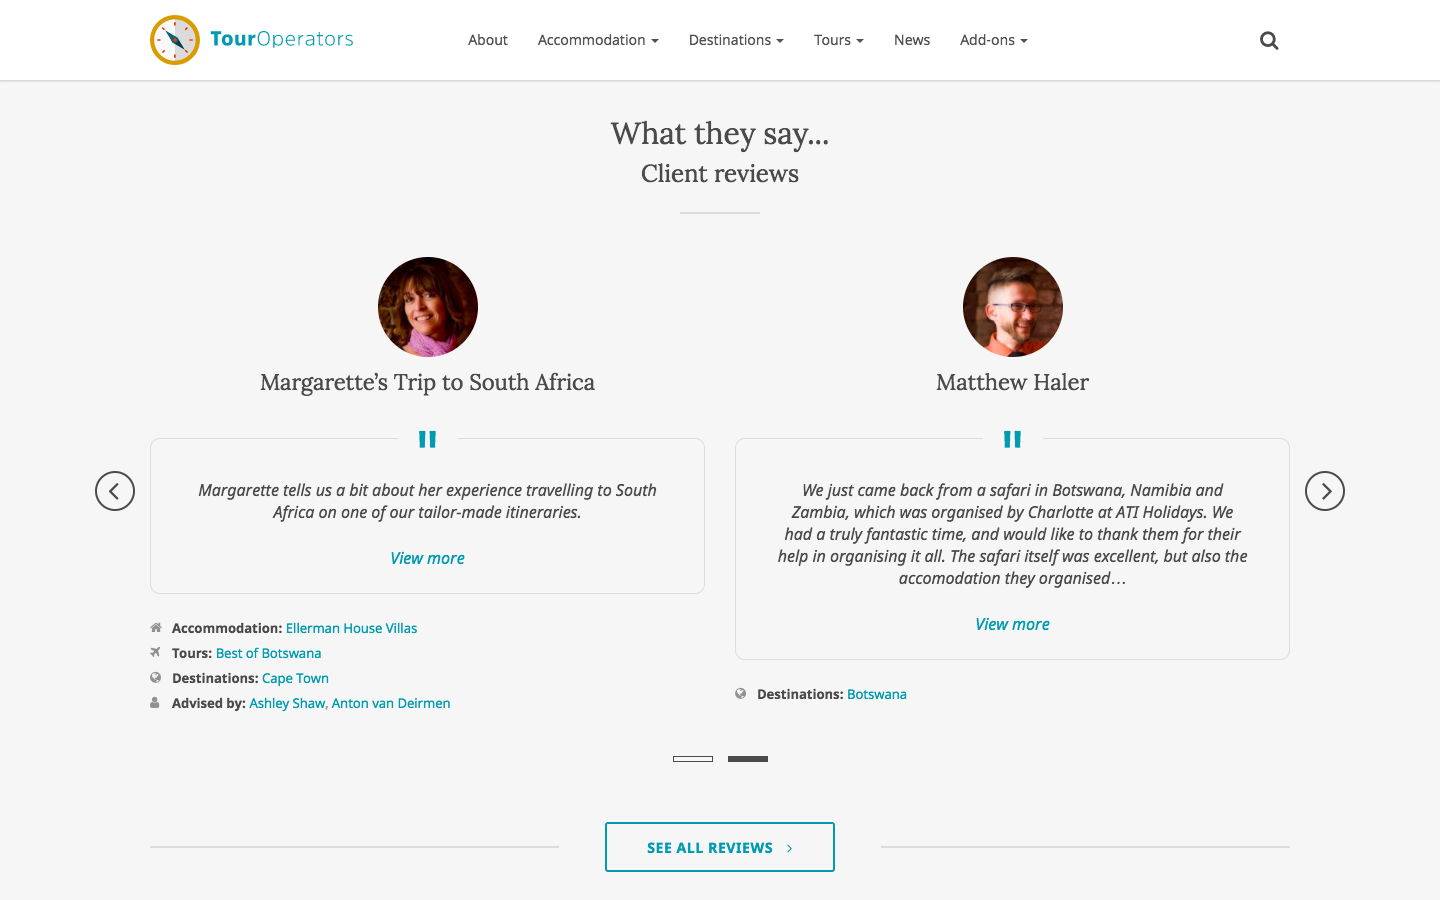 TourOperators
About Accommodation Destinations Tours News Add-ons
What they say...
Client reviews
Margarette's Trip to South Africa
"
Margarette tells us a bit about her experience travelling to South
Africa on one of our tailor-made itineraries.
View more
Accommodation: Ellerman House Villas
Tours: Best of Botswana
Destinations: Cape Town
Advised by: Ashley Shaw, Anton van Deirmen
Matthew Haler
"
We just came back from a safari in Botswana, Namibia and
Zambia, which was organised by Charlotte at ATI Holidays. We
had a truly fantastic time, and would like to thank them for their
help in organising it all. The safari itself was excellent, but also the
accomodation they organised…
View more
Destinations: Botswana
SEE ALL REVIEWS